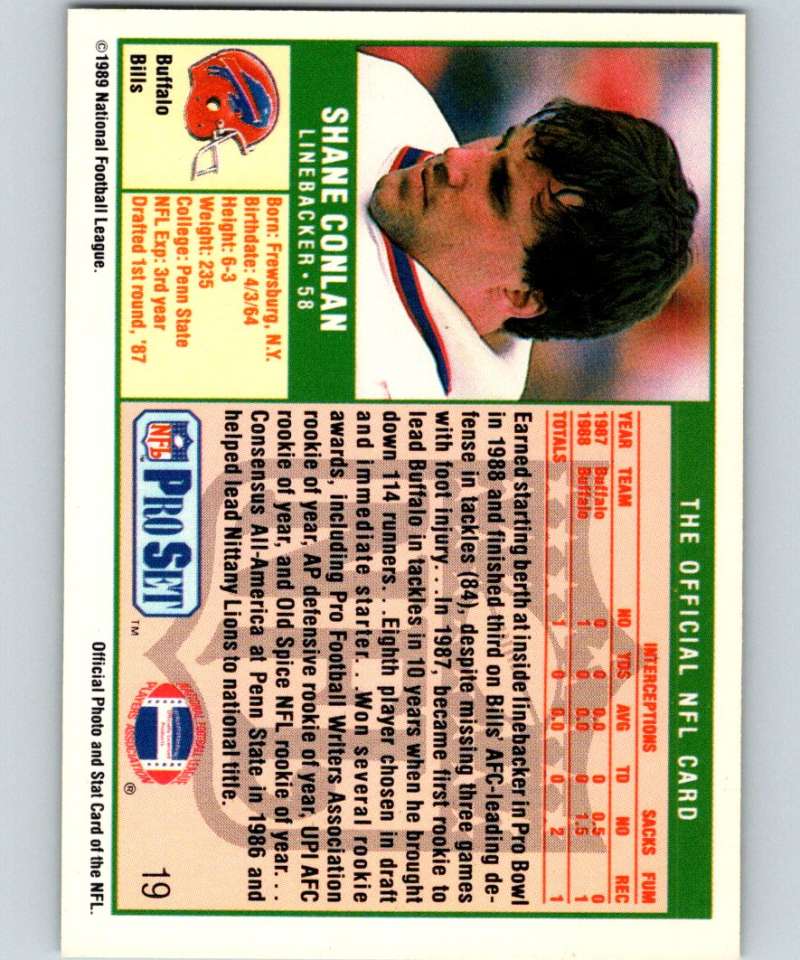 THE OFFICIAL NFL CARD
SHANE CONLAN
LINEBACKER • 58
Buffalo
Bills
Born: Frewsburg, N.Y.
Birthdate: 4/3/64
Height: 6-3
Weight: 235
College: Penn State
NFL Exp: 3rd year
Drafted 1st round, '87
INTERCEPTIONS SACKS FUM
YEAR TEAM NO YDS AVG TD NO REC
1987 Buffalo 0 0 0.0 0 0.5 0
1988 Buffalo 1 0 0.0 0 1.5 1
TOTALS 1 0 0.0 0 2 1
Earned starting berth at inside linebacker in Pro Bowl
in 1988 and finished third on Bills' AFC-leading de-
fense in tackles (84), despite missing three games
with foot injury...In 1987, became first rookie to
lead Buffalo in tackles in 10 years when he brought
down 114 runners...Eighth player chosen in draft
and immediate starter...Won several rookie
awards, including Pro Football Writers Association
rookie of year, AP defensive rookie of year, UPI AFC
rookie of year, and Old Spice NFL rookie of year...
Consensus All-America at Penn State in 1986 and
helped lead Nittany Lions to national title.
NFL PRO SET ™
®
19
© 1989 National Football League.
Official Photo and Stat Card of the NFL.